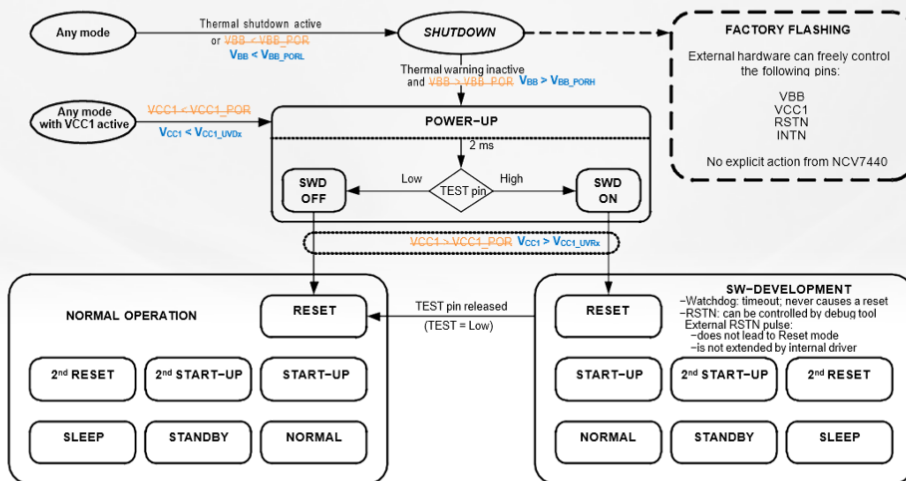 Any mode
Thermal shutdown active
or VBB < VBB_POR
VBB < VBB_PORL
SHUTDOWN
FACTORY FLASHING
External hardware can freely control
the following pins:
VBB
VCC1
RSTN
INTN
No explicit action from NCV7440
Thermal warning inactive
and VBB > VBB_POR VBB > VBB_PORH
Any mode
with VCC1 active
VCC1 < VCC1_POR
VCC1 < VCC1_UVDx
POWER-UP
2 ms
SWD
OFF
Low
TEST pin
High
SWD
ON
VCC1 > VCC1_POR VCC1 > VCC1_UVRx
NORMAL OPERATION
RESET
2nd RESET
2nd START-UP
START-UP
SLEEP
STANDBY
NORMAL
TEST pin released
(TEST = Low)
SW-DEVELOPMENT
-Watchdog: timeout; never causes a reset
-RSTN: can be controlled by debug tool
External RSTN pulse:
-does not lead to Reset mode
-is not extended by internal driver
RESET
START-UP
2nd START-UP
2nd RESET
NORMAL
STANDBY
SLEEP